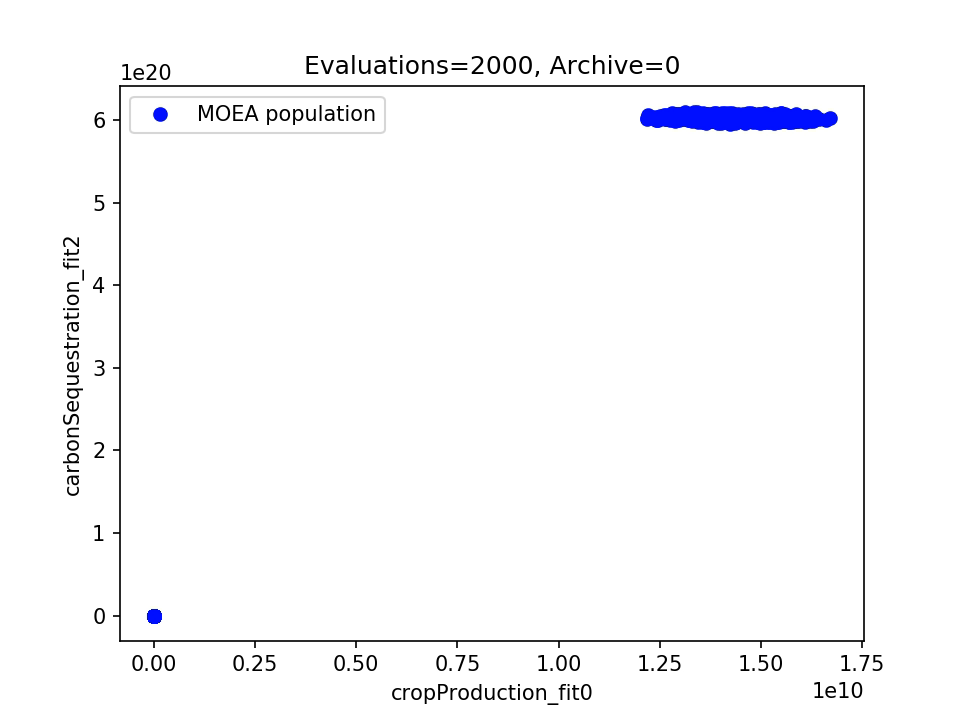 Evaluations=2000, Archive=0
1e20
MOEA population
6
5
4
3
2
1
0
carbonSequestration_fit2
0.00 0.25 0.50 0.75 1.00 1.25 1.50 1.75
1e10
cropProduction_fit0